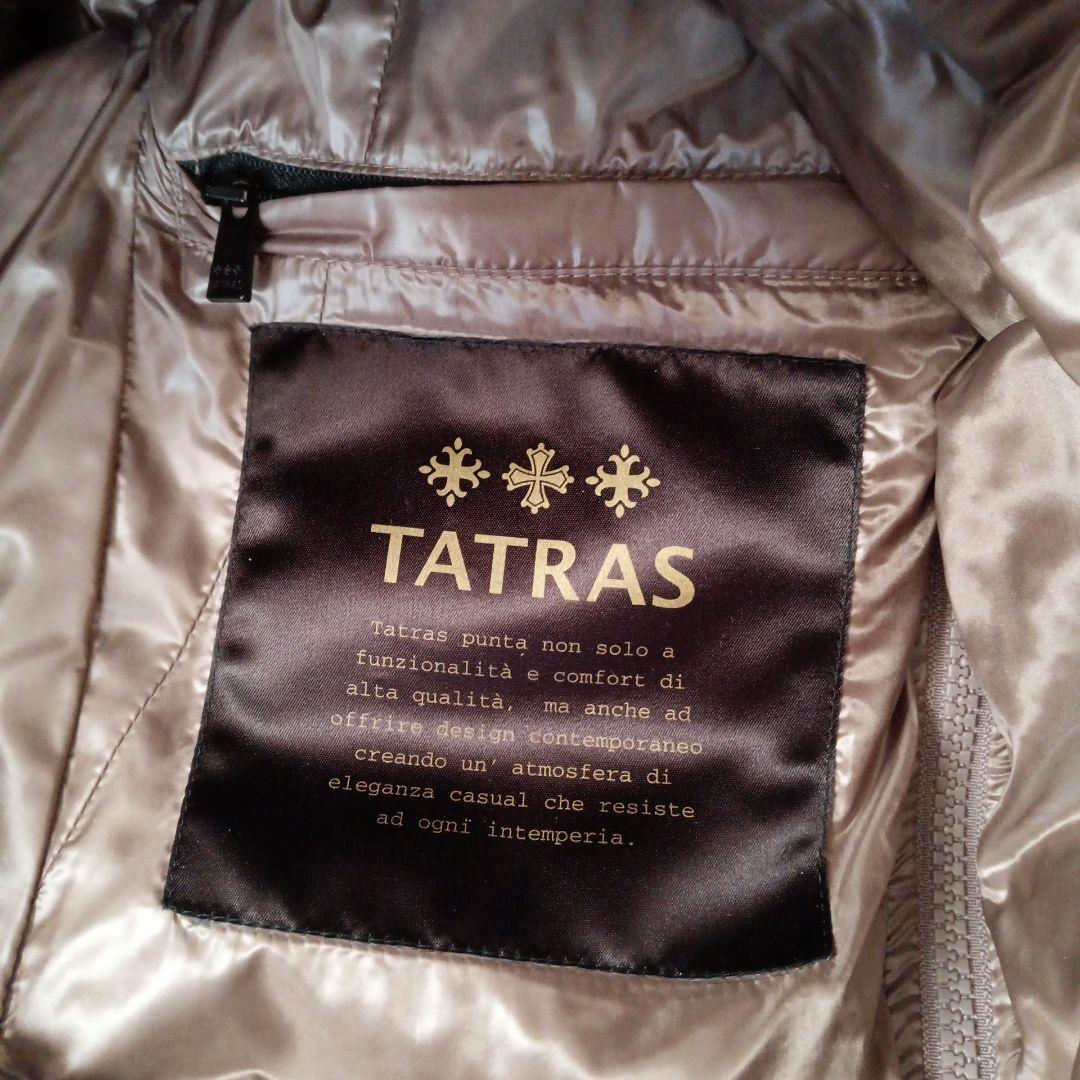 TATRAS
Tatras punta non solo a
funzionalità e comfort di
alta qualità, ma anche ad
offrire design contemporaneo
creando un' atmosfera di
eleganza casual che resiste
ad ogni intemperia.